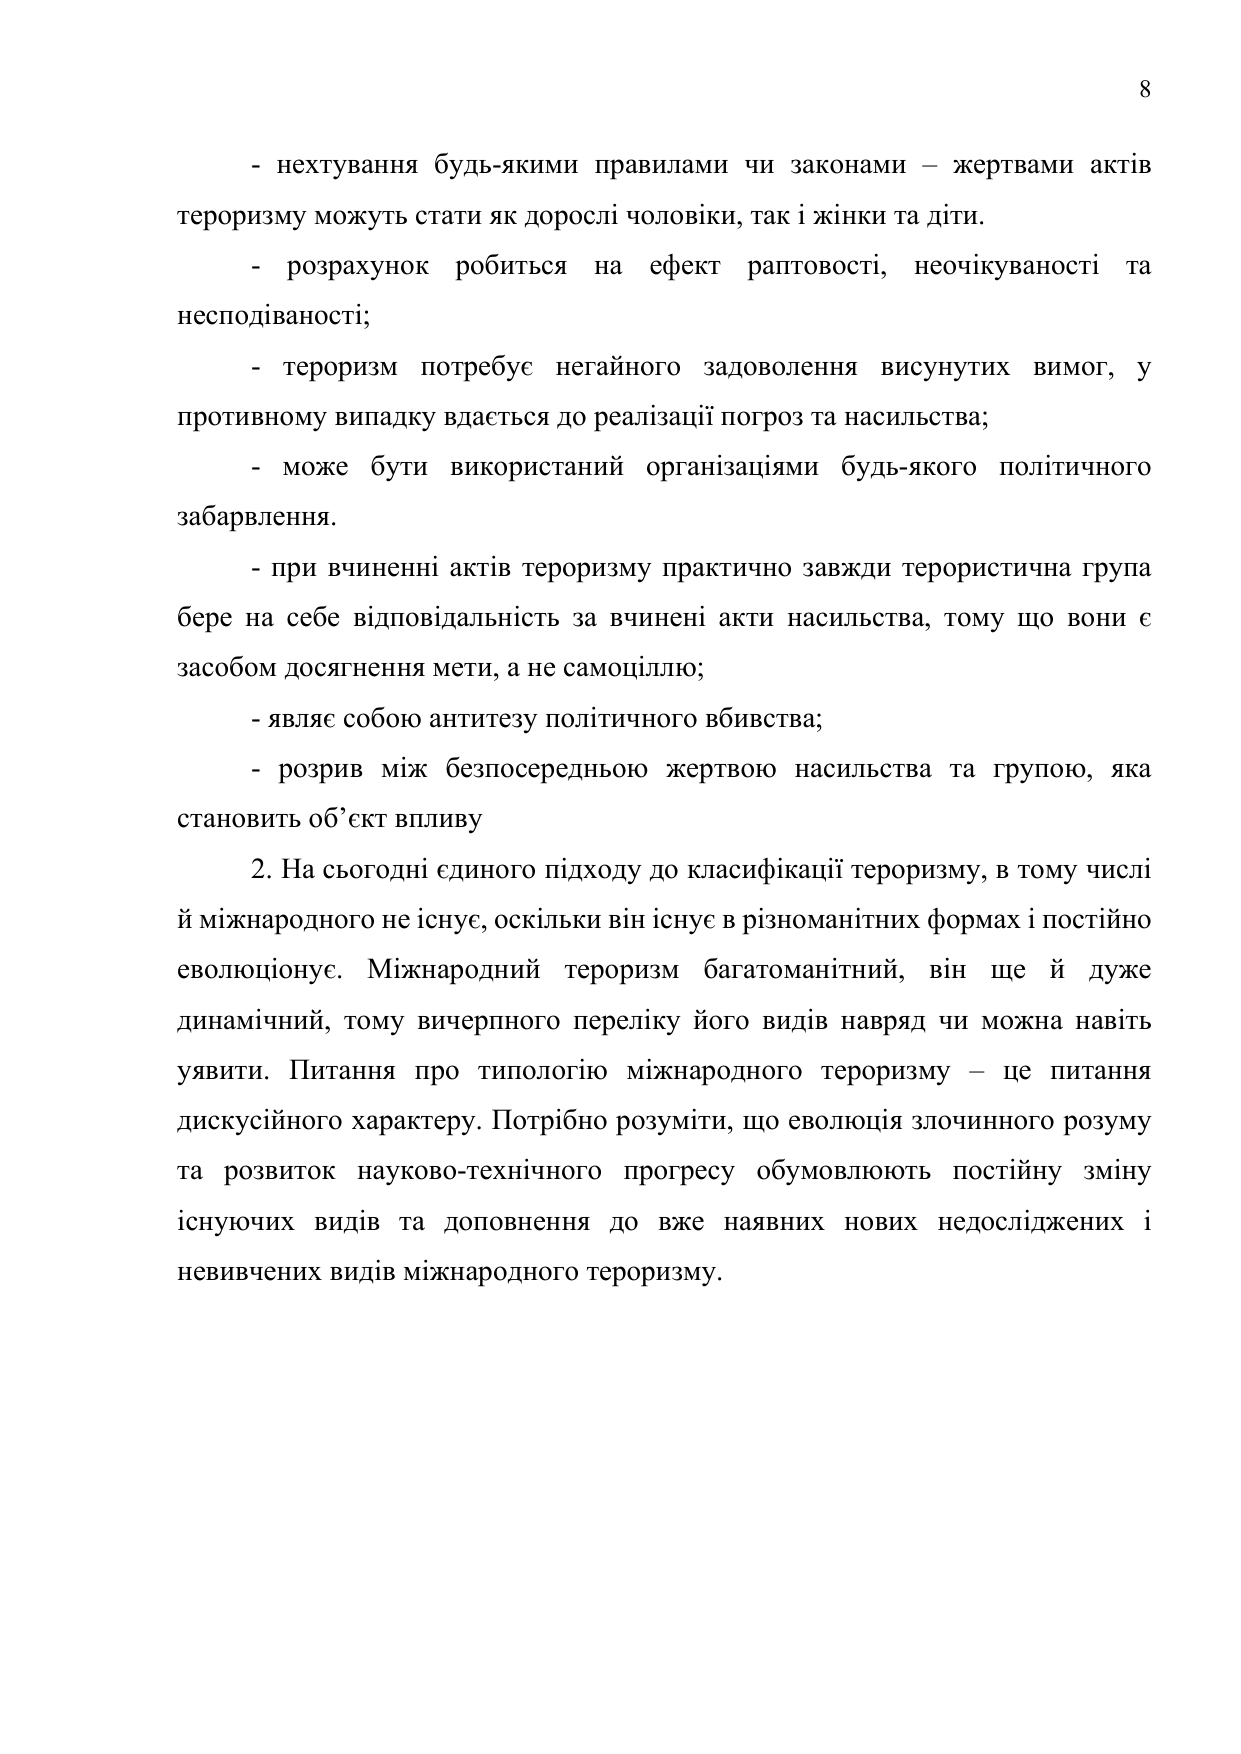 8
- нехтування будь-якими правилами чи законами – жертвами актів
тероризму можуть стати як дорослі чоловіки, так і жінки та діти.
- розрахунок робиться на ефект раптовості, неочікуваності та
несподіваності;
- тероризм потребує негайного задоволення висунутих вимог, у
противному випадку вдається до реалізації погроз та насильства;
- може бути використаний організаціями будь-якого політичного
забарвлення.
- при вчиненні актів тероризму практично завжди терористична група
бере на себе відповідальність за вчинені акти насильства, тому що вони є
засобом досягнення мети, а не самоціллю;
- являє собою антитезу політичного вбивства;
- розрив між безпосередньою жертвою насильства та групою, яка
становить об’єкт впливу
2. На сьогодні єдиного підходу до класифікації тероризму, в тому числі
й міжнародного не існує, оскільки він існує в різноманітних формах і постійно
еволюціонує. Міжнародний тероризм багатоманітний, він ще й дуже
динамічний, тому вичерпного переліку його видів навряд чи можна навіть
уявити. Питання про типологію міжнародного тероризму – це питання
дискусійного характеру. Потрібно розуміти, що еволюція злочинного розуму
та розвиток науково-технічного прогресу обумовлюють постійну зміну
існуючих видів та доповнення до вже наявних нових недосліджених і
невивчених видів міжнародного тероризму.